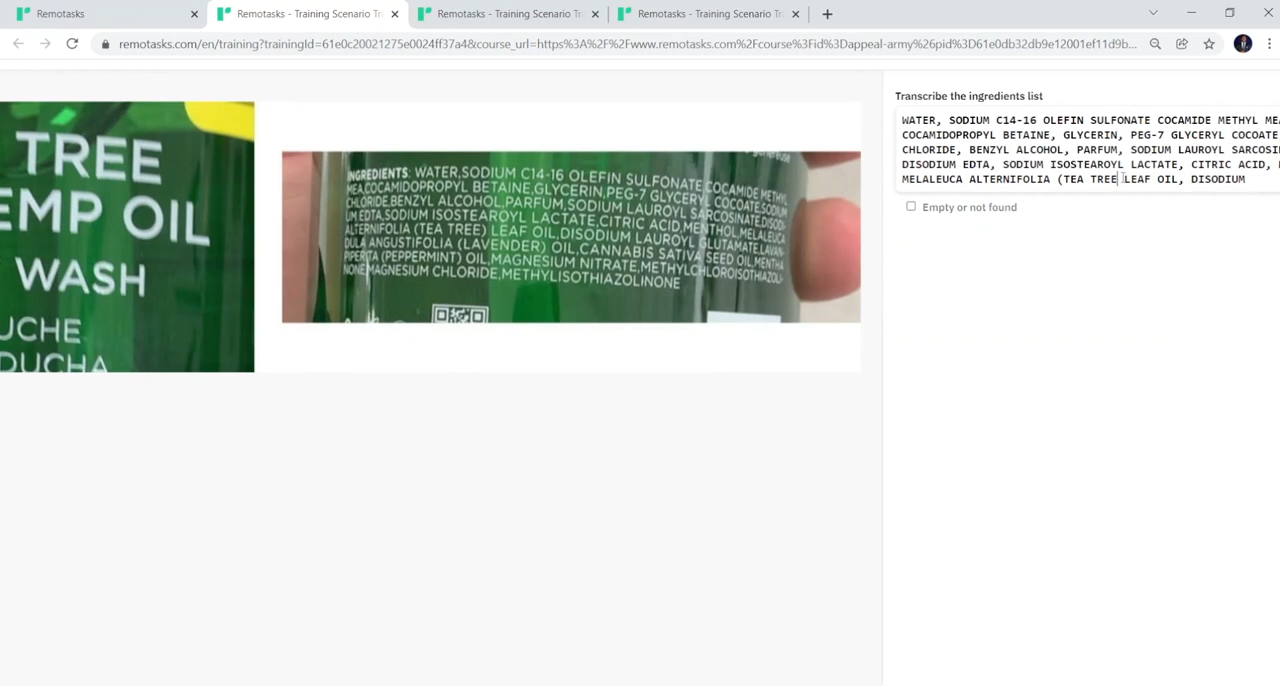 Remotasks
Remotasks - Training Scenario Tr
Remotasks - Training Scenario Tr
Remotasks - Training Scenario Tr
remotasks.com/en/training?trainingId=61e0c20021275e0024ff37a4&course_url=https%3A%2F%2Fwww.remotasks.com%2Fcourse%3Fid%3Dappeal-army%26pid%3D61e0db32db9e12001ef11d9b...
TREE
EMP OIL
WASH
UCHE
DUCHA
INGREDIENTS: WATER,SODIUM C14-16 OLEFIN SULFONATE,COCAMIDE METHYL
MEA,COCAMIDOPROPYL BETAINE,GLYCERIN,PEG-7 GLYCERYL COCOATE,SODIUM
CHLORIDE,BENZYL ALCOHOL,PARFUM,SODIUM LAUROYL SARCOSINATE,DISODI-
UM EDTA,SODIUM ISOSTEAROYL LACTATE,CITRIC ACID,MENTHOL,MELALEUCA
ALTERNIFOLIA (TEA TREE) LEAF OIL,DISODIUM LAUROYL GLUTAMATE,LAVAN-
DULA ANGUSTIFOLIA (LAVENDER) OIL,CANNABIS SATIVA SEED OIL,MENTHA
PIPERITA (PEPPERMINT) OIL,MAGNESIUM NITRATE,METHYLCHLOROISOTHIAZOLI-
NONE,MAGNESIUM CHLORIDE,METHYLISOTHIAZOLINONE
Transcribe the ingredients list
WATER, SODIUM C14-16 OLEFIN SULFONATE COCAMIDE METHYL MEA
COCAMIDOPROPYL BETAINE, GLYCERIN, PEG-7 GLYCERYL COCOATE
CHLORIDE, BENZYL ALCOHOL, PARFUM, SODIUM LAUROYL SARCOSIN
DISODIUM EDTA, SODIUM ISOSTEAROYL LACTATE, CITRIC ACID,
MELALEUCA ALTERNIFOLIA (TEA TREE LEAF OIL, DISODIUM
Empty or not found